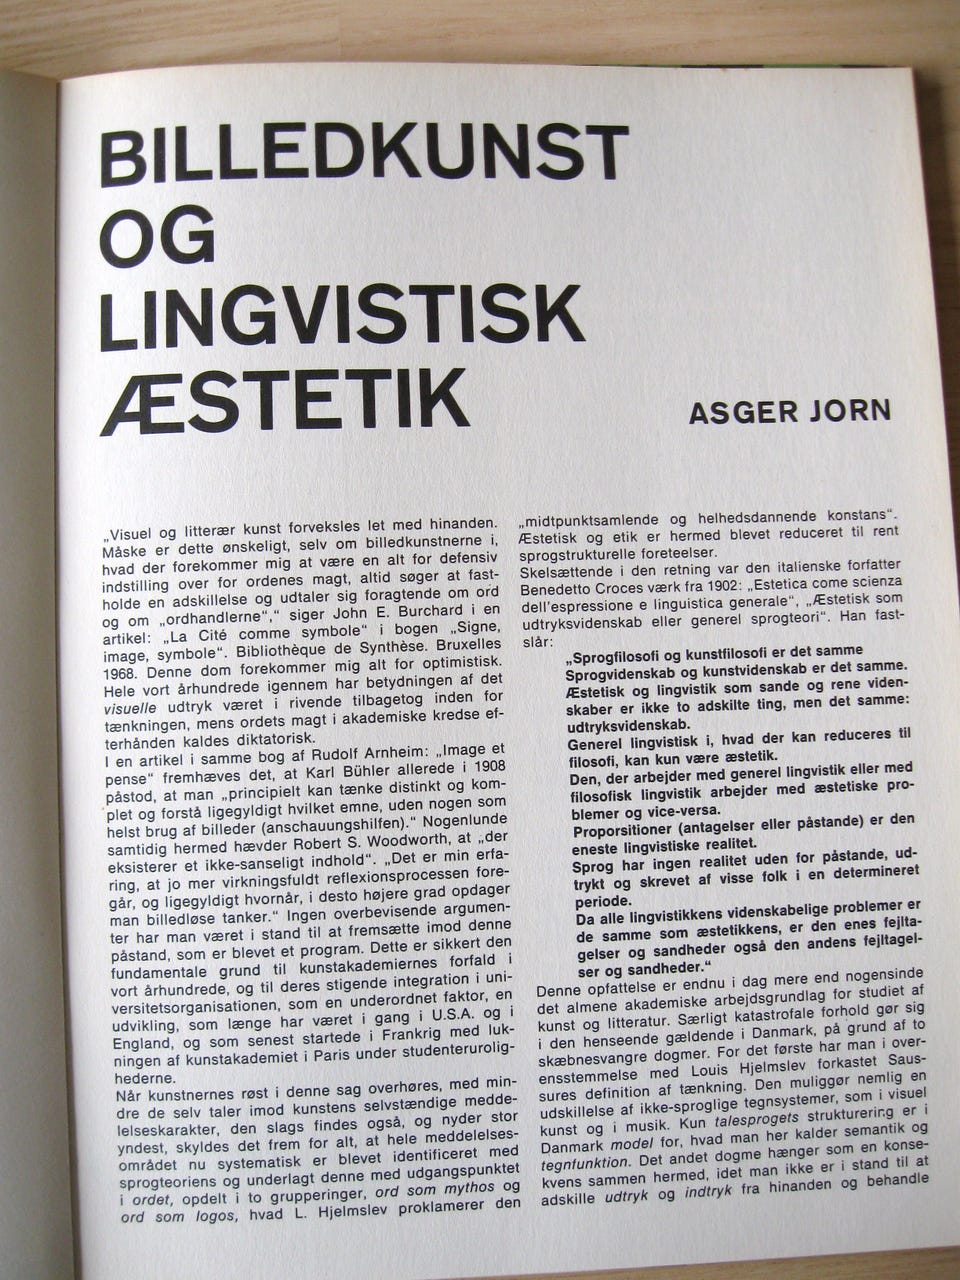 BILLEDKUNST
OG
LINGVISTISK
ÆSTETIK
ASGER JORN
„Visuel og litterær kunst forveksles let med hinanden.
Måske er dette ønskeligt, selv om billedkunstnerne i,
hvad der forekommer mig at være en alt for defensiv
indstilling over for ordenes magt, altid søger at fast-
holde en adskillelse og udtaler sig foragtende om ord
og om „ordhandlerne“,“ siger John E. Burchard i en
artikel: „La Cité comme symbole“ i bogen „Signe,
image, symbole“. Bibliothèque de Synthèse. Bruxelles
1968. Denne dom forekommer mig alt for optimistisk.
Hele vort århundrede igennem har betydningen af det
visuelle udtryk været i rivende tilbagetog inden for
tænkningen, mens ordets magt i akademiske kredse ef-
terhånden kaldes diktatorisk.
I en artikel i samme bog af Rudolf Arnheim: „Image et
pense“ fremhæves det, at Karl Bühler allerede i 1908
påstod, at man „principielt kan tænke distinkt og kom-
plet og forstå ligegyldigt hvilket emne, uden nogen som
helst brug af billeder (anschauungshilfen).“ Nogenlunde
samtidig hermed hævder Robert S. Woodworth, at „der
eksisterer et ikke-sanseligt indhold“. „Det er min erfa-
ring, at jo mer virkningsfuldt reflexionsprocessen fore-
går, og ligegyldigt hvornår, i desto højere grad opdager
man billedløse tanker.“ Ingen overbevisende argumen-
ter har man været i stand til at fremsætte imod denne
påstand, som er blevet et program. Dette er sikkert den
fundamentale grund til kunstakademiernes forfald i
vort århundrede, og til deres stigende integration i uni-
versitetsorganisationen, som en underordnet faktor, en
udvikling, som længe har været i gang i U.S.A. og i
England, og som senest startede i Frankrig med luk-
ningen af kunstakademiet i Paris under studenterurolig-
hederne.
Når kunstnernes røst i denne sag overhøres, med min-
dre de selv taler imod kunstens selvstændige medde-
lelseskarakter, den slags findes også, og nyder stor
yndest, skyldes det frem for alt, at hele meddelelses-
området nu systematisk er blevet identificeret med
sprogteoriens og underlagt denne med udgangspunktet
i ordet, opdelt i to grupperinger, ord som mythos og
ord som logos, hvad L. Hjelmslev proklamerer den
„midtpunktsamlende og helhedsdannende konstans“.
Æstetisk og etik er hermed blevet reduceret til rent
sprogstrukturelle foreteelser.
Skelsættende i den retning var den italienske forfatter
Benedetto Croces værk fra 1902: „Estetica come scienza
dell'espressione e linguistica generale“, „Æstetisk som
udtryksvidenskab eller generel sprogteori“. Han fast-
slår:
„Sprogfilosofi og kunstfilosofi er det samme
Sprogvidenskab og kunstvidenskab er det samme.
Æstetisk og lingvistik som sande og rene viden-
skaber er ikke to adskilte ting, men det samme:
udtryksvidenskab.
Generel lingvistisk i, hvad der kan reduceres til
filosofi, kan kun være æstetik.
Den, der arbejder med generel lingvistik eller med
filosofisk lingvistik arbejder med æstetiske pro-
blemer og vice-versa.
Proporsitioner (antagelser eller påstande) er den
eneste lingvistiske realitet.
Sprog har ingen realitet uden for påstande, ud-
trykt og skrevet af visse folk i en determineret
periode.
Da alle lingvistikkens videnskabelige problemer er
de samme som æstetikkens, er den enes fejlta-
gelser og sandheder også den andens fejltagel-
ser og sandheder.“
Denne opfattelse er endnu i dag mere end nogensinde
det almene akademiske arbejdsgrundlag for studiet af
kunst og litteratur. Særligt katastrofale forhold gør sig
i den henseende gældende i Danmark, på grund af to
skæbnesvangre dogmer. For det første har man i over-
ensstemmelse med Louis Hjelmslev forkastet Saus-
sures definition af tænkning. Den muliggør nemlig en
udskillelse af ikke-sproglige tegnsystemer, som i visuel
kunst og i musik. Kun talesprogets strukturering er i
Danmark model for, hvad man her kalder semantik og
tegnfunktion. Det andet dogme hænger som en konse-
kvens sammen hermed, idet man ikke er i stand til at
adskille udtryk og indtryk fra hinanden og behandle